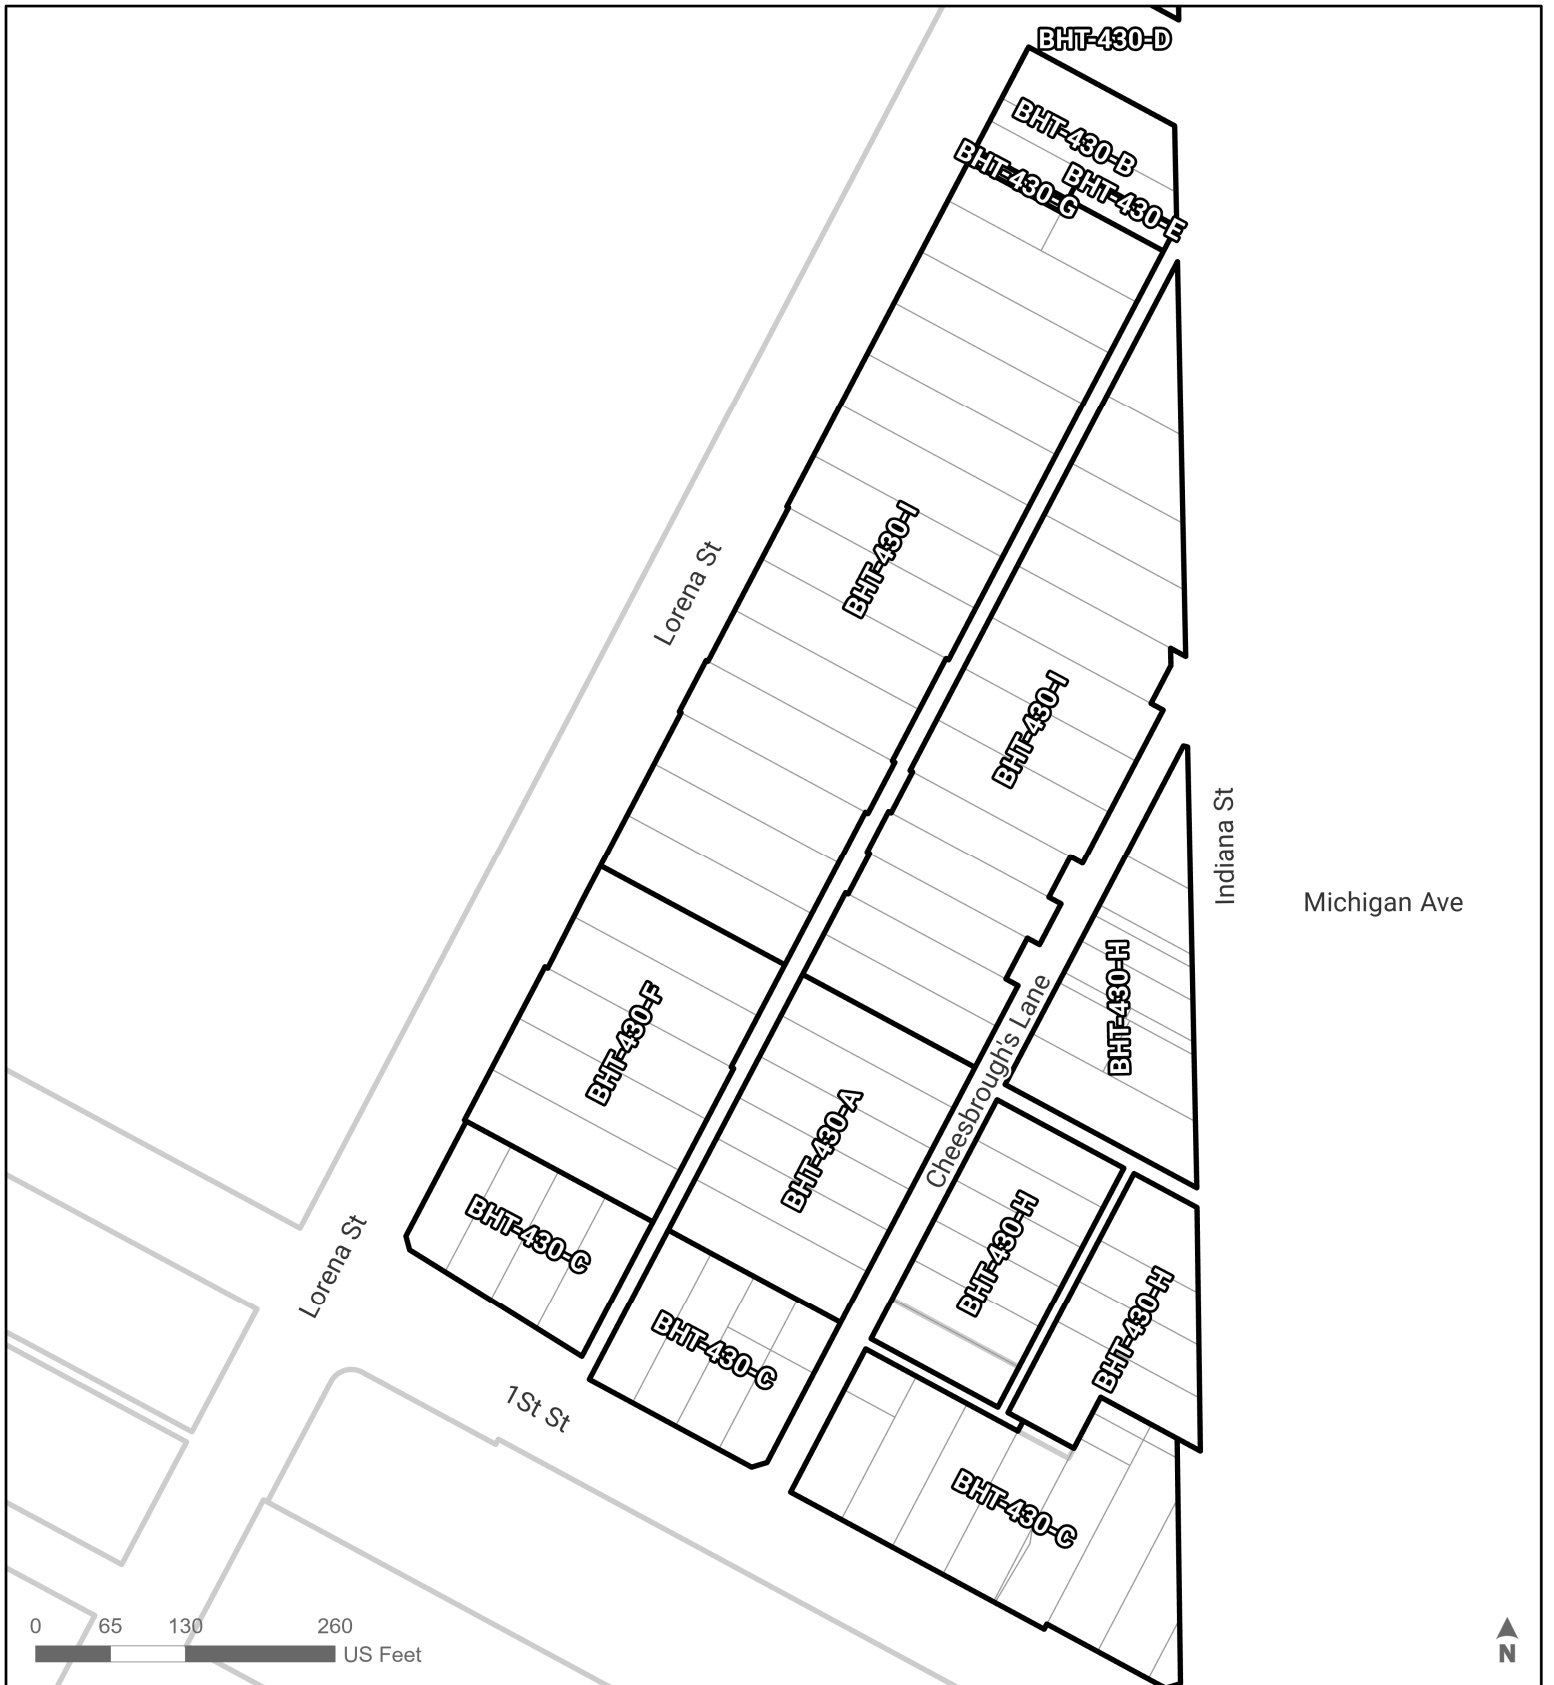 BHT-430-D
BHT-430-B
BHT-430-G
BHT-430-E
BHT-430-I
Lorena St
BHT-430-I
Indiana St
Michigan Ave
BHT-430-H
BHT-430-F
Cheesbrough's Lane
BHT-430-A
BHT-430-C
BHT-430-H
Lorena St
BHT-430-H
BHT-430-C
1St St
BHT-430-C
0 65 130 260
US Feet
N